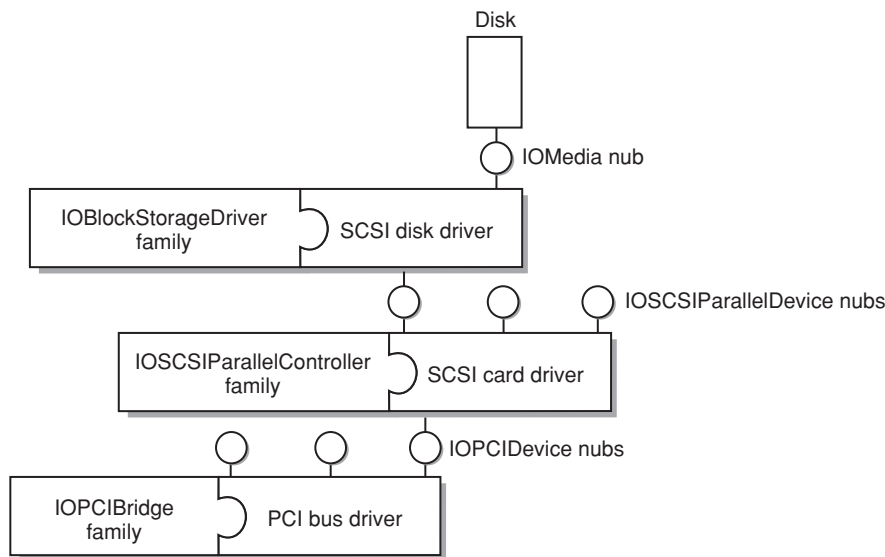 Disk
IOMedia nub
IOBlockStorageDriver
family
SCSI disk driver
IOSCSIParallelDevice nubs
IOSCSIParallelController
family
SCSI card driver
IOPCIDevice nubs
IOPCIBridge
family
PCI bus driver